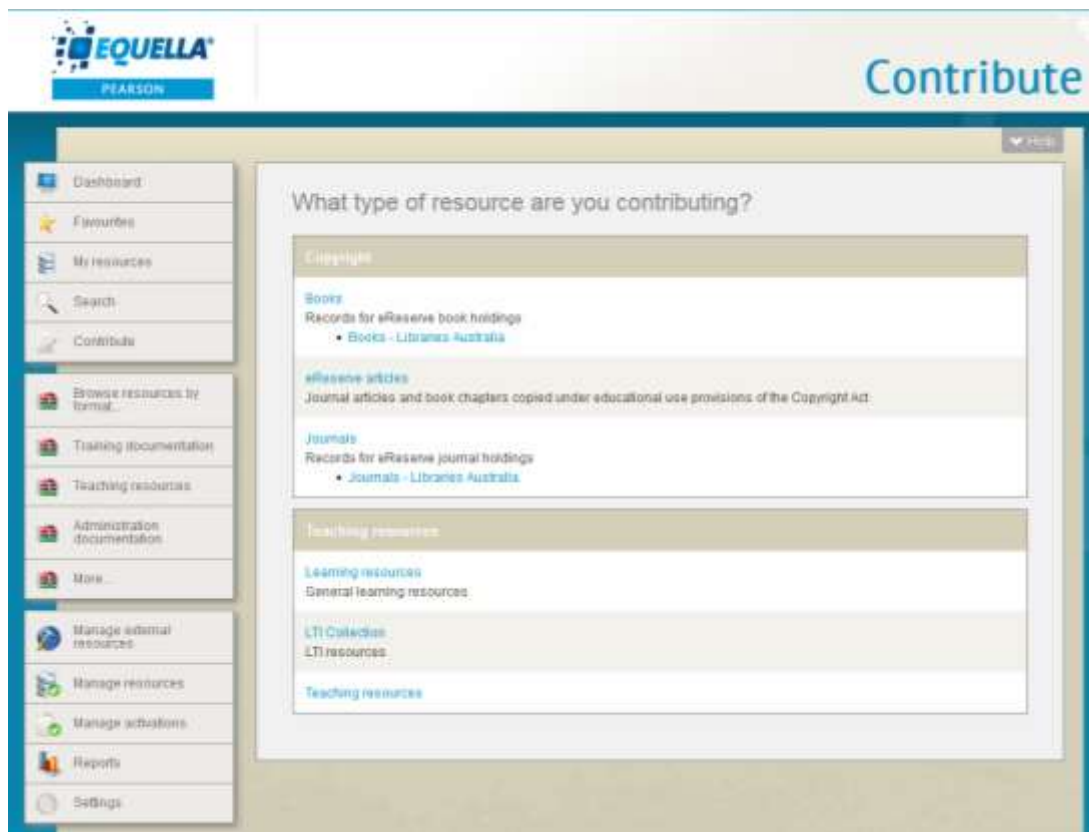 EQUELLA®
PEARSON
Contribute
Help
Dashboard
Favourites
My resources
Search
Contribute
Browse resources by
format...
Training documentation
Teaching resources
Administration
documentation
More...
Manage external
resources
Manage resources
Manage activations
Reports
Settings
What type of resource are you contributing?
Copyright
Books
Records for eReserve book holdings
• Books - Libraries Australia
eReserve articles
Journal articles and book chapters copied under educational use provisions of the Copyright Act
Journals
Records for eReserve journal holdings
• Journals - Libraries Australia
Teaching resources
Learning resources
General learning resources
LTI Collection
LTI resources
Teaching resources